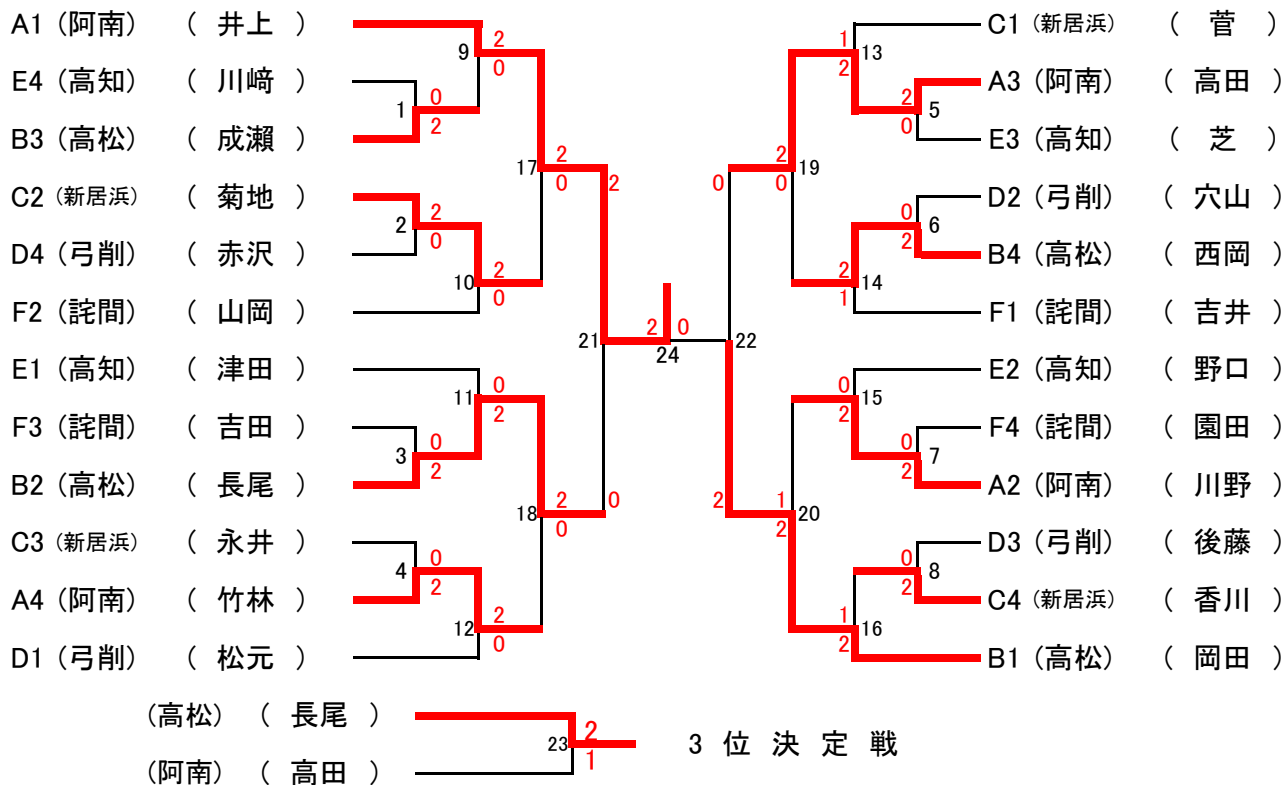 A1 (阿南) ( 井上 ) 2 1 C1 (新居浜) ( 菅 )
9 0 2 13
E4 (高知) ( 川﨑 ) 0 2 A3 (阿南) ( 高田 )
1 2 0 5
B3 (高松) ( 成瀬 ) E3 (高知) ( 芝 )
17 2 0 2 0 2 0 19
C2 (新居浜) ( 菊地 ) 2 0 D2 (弓削) ( 穴山 )
2 0 2 6
D4 (弓削) ( 赤沢 ) B4 (高松) ( 西岡 )
10 2 0 2 1 14
F2 (詫間) ( 山岡 ) F1 (詫間) ( 吉井 )
21 2 0 22
24
E1 (高知) ( 津田 ) E2 (高知) ( 野口 )
11 0 2 0 2 15
F3 (詫間) ( 吉田 ) 0 0 F4 (詫間) ( 園田 )
3 2 2 7
B2 (高松) ( 長尾 ) A2 (阿南) ( 川野 )
18 2 0 0 2 1 2 20
C3 (新居浜) ( 永井 ) D3 (弓削) ( 後藤 )
4 0 2 0 2 8
A4 (阿南) ( 竹林 ) C4 (新居浜) ( 香川 )
12 2 0 1 2 16
D1 (弓削) ( 松元 ) B1 (高松) ( 岡田 )
(高松) ( 長尾 ) 2
23 1 3 位 決 定 戦
(阿南) ( 高田 )